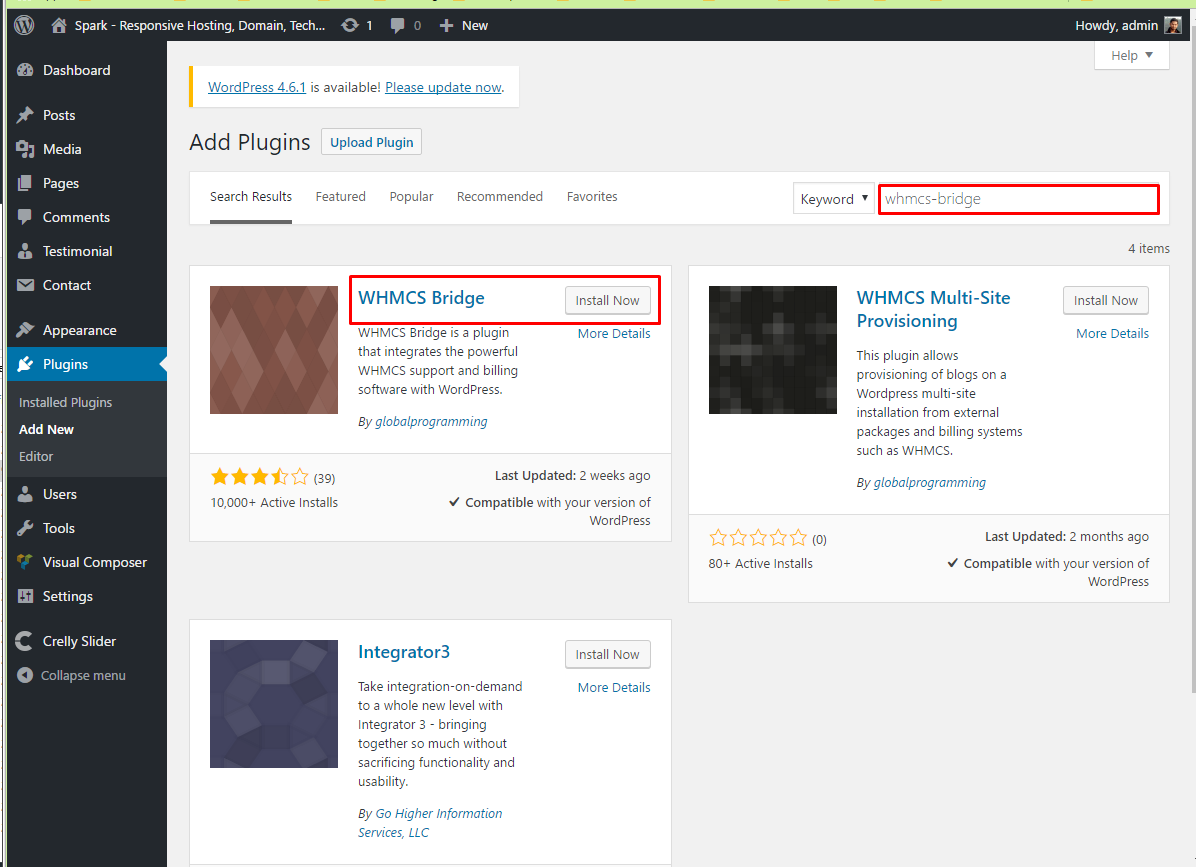 Spark - Responsive Hosting, Domain, Tech... 1 0 New Howdy, admin
Help
Dashboard
Posts
Media
Pages
Comments
Testimonial
Contact
Appearance
Plugins
Installed Plugins
Add New
Editor
Users
Tools
Visual Composer
Settings
Crelly Slider
Collapse menu
WordPress 4.6.1 is available! Please update now.
Add Plugins Upload Plugin
Search Results Featured Popular Recommended Favorites Keyword whmcs-bridge
4 items
WHMCS Bridge
Install Now
More Details
WHMCS Bridge is a plugin
that integrates the powerful
WHMCS support and billing
software with WordPress.
By globalprogramming
(39)
10,000+ Active Installs
Last Updated: 2 weeks ago
Compatible with your version of
WordPress
WHMCS Multi-Site
Provisioning
Install Now
More Details
This plugin allows
provisioning of blogs on a
Wordpress multi-site
installation from external
packages and billing systems
such as WHMCS.
By globalprogramming
(0)
80+ Active Installs
Last Updated: 2 months ago
Compatible with your version of
WordPress
Integrator3
Install Now
More Details
Take integration-on-demand
to a whole new level with
Integrator 3 - bringing
together so much without
sacrificing functionality and
usability.
By Go Higher Information
Services, LLC